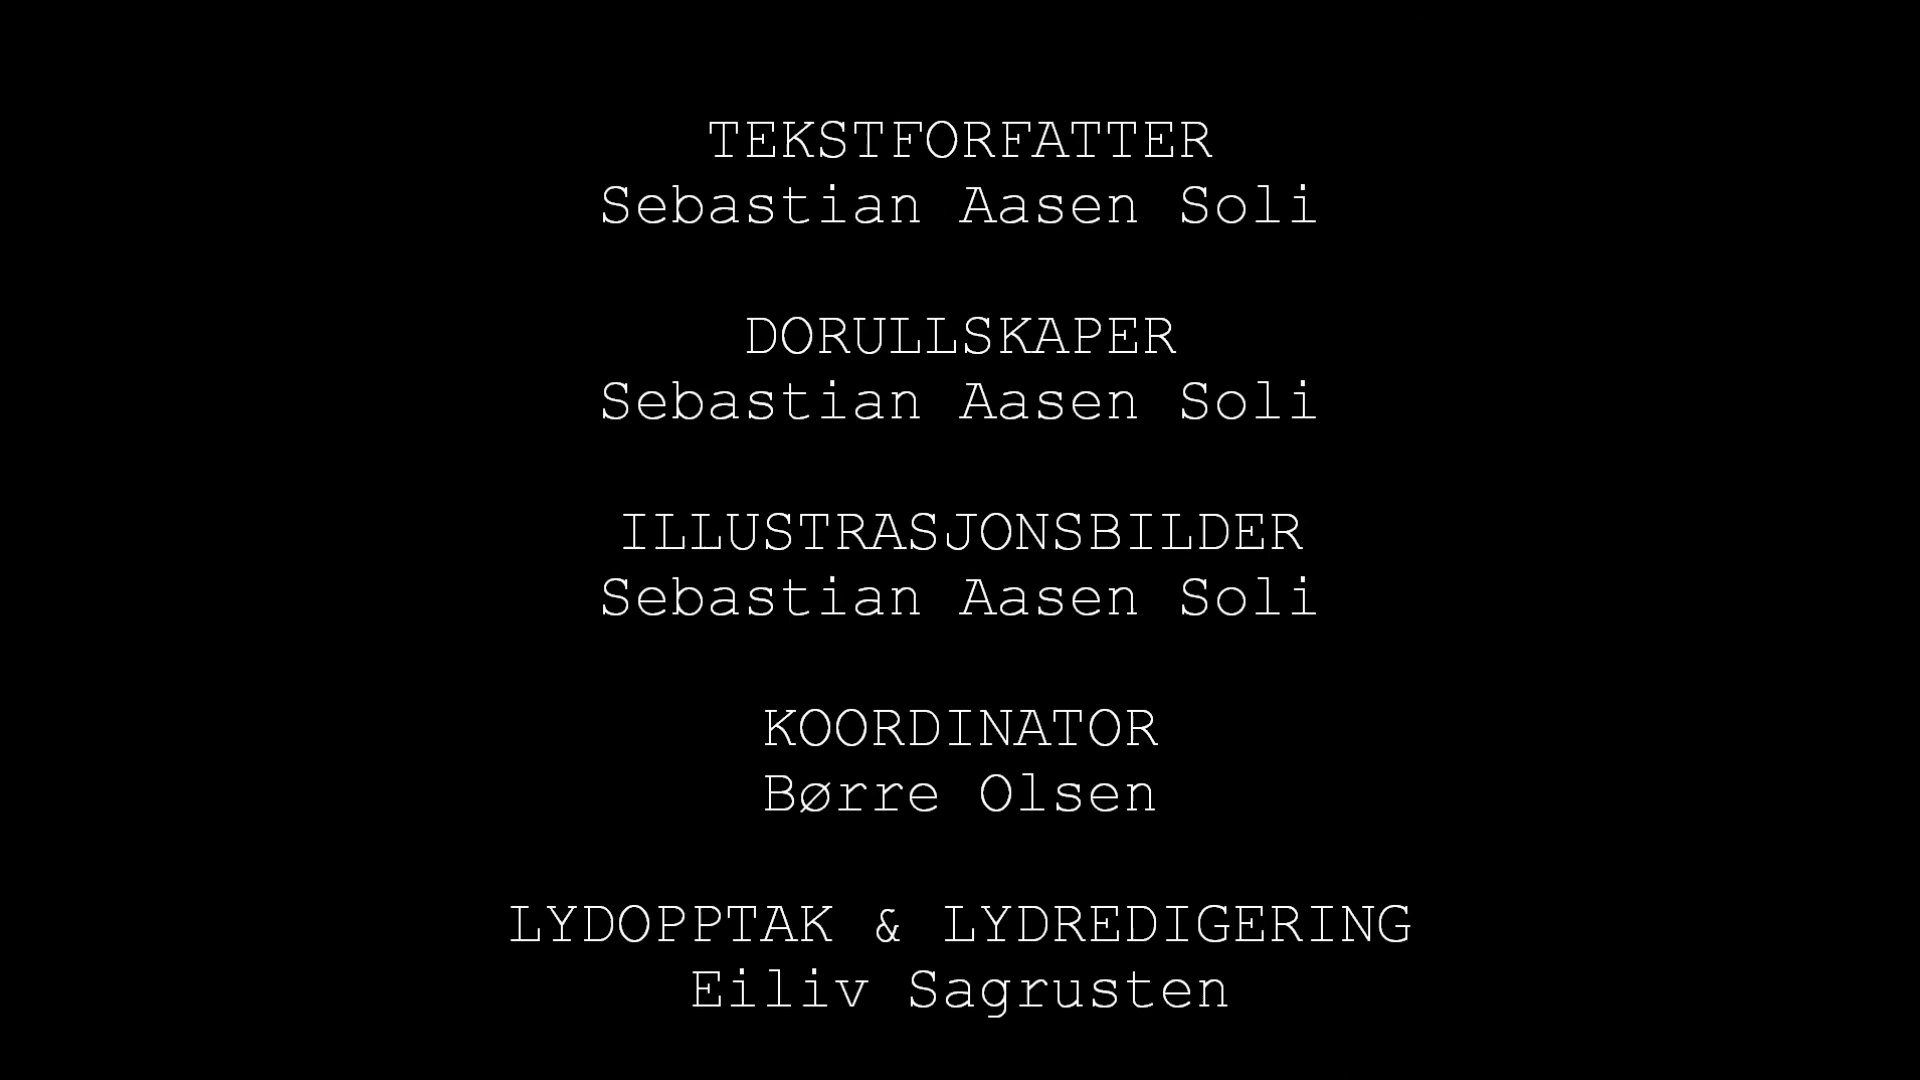 TEKSTFORFATTER
Sebastian Aasen Soli
DORULLSKAPER
Sebastian Aasen Soli
ILLUSTRASJONSBILDER
Sebastian Aasen Soli
KOORDINATOR
Børre Olsen
LYDOPPTAK & LYDREDIGERING
Eiliv Sagrusten